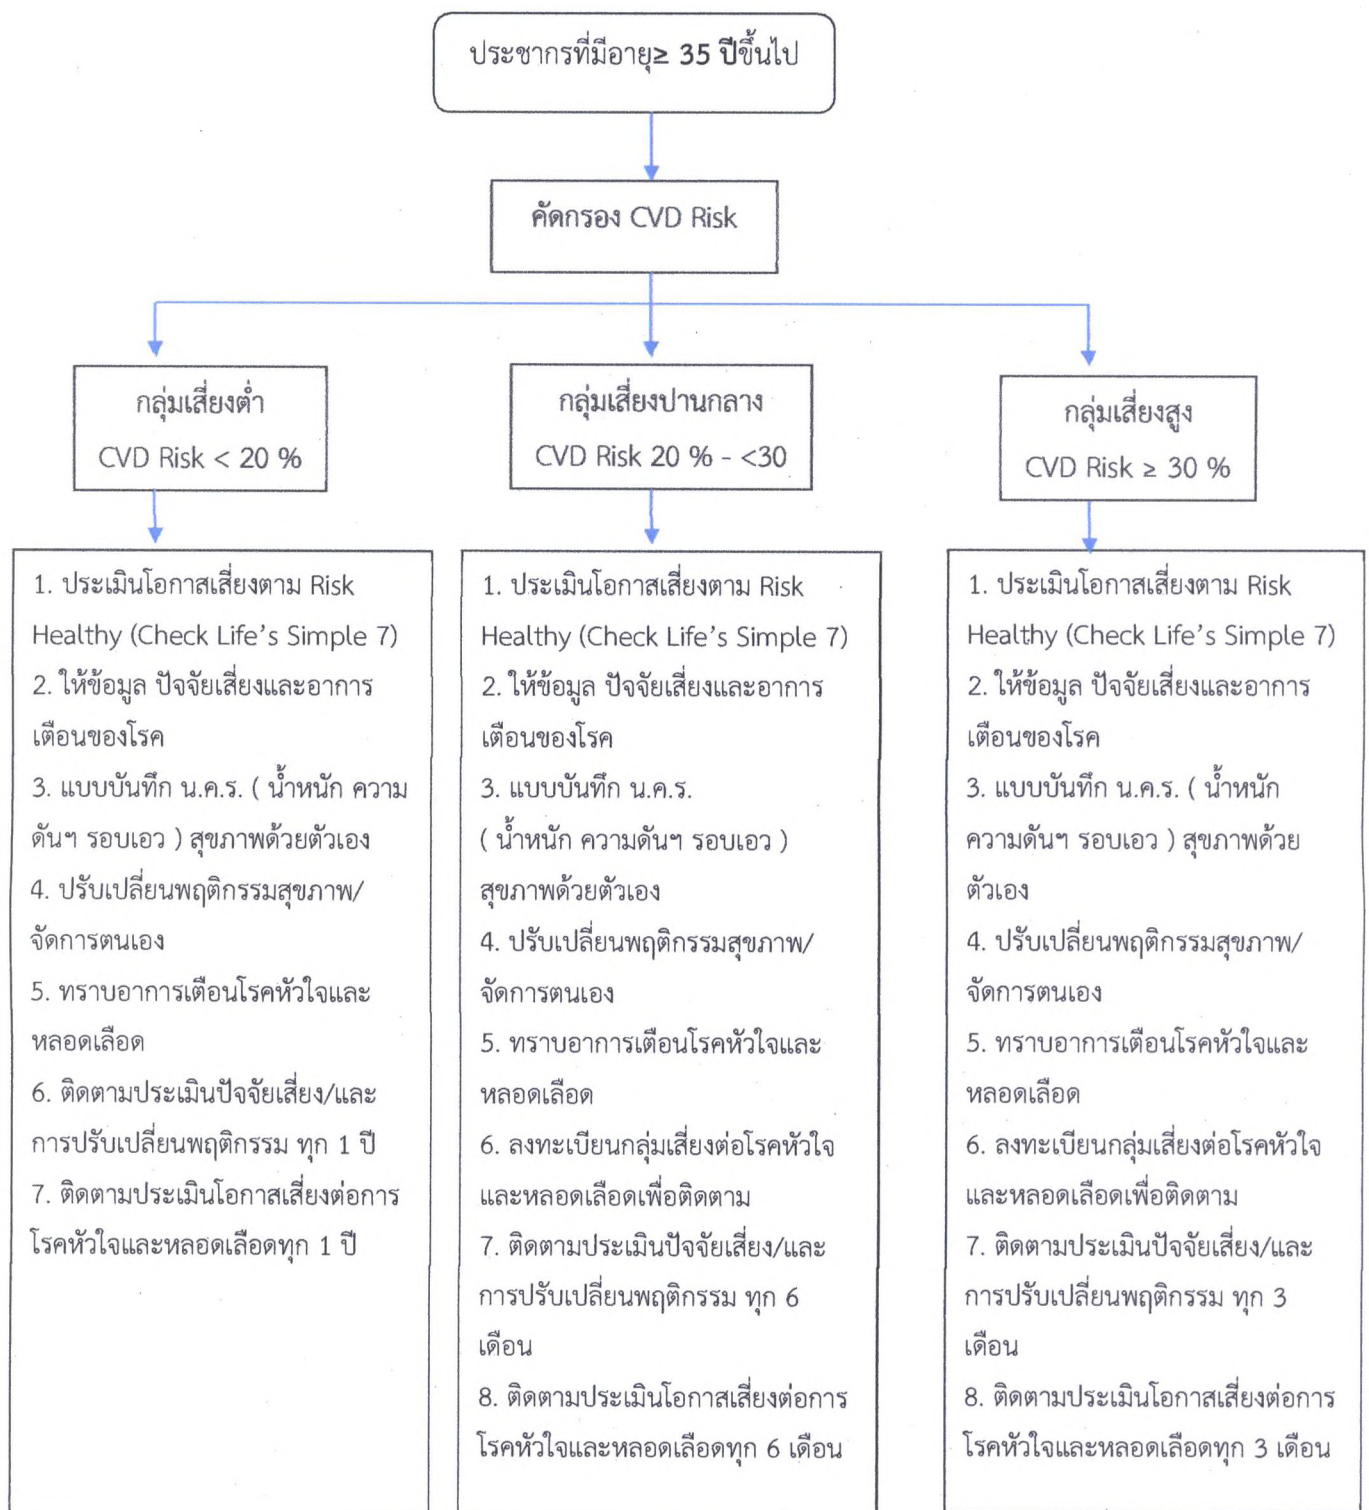 ประชากรที่มีอายุ≥ 35 ปีขึ้นไป
คัดกรอง CVD Risk
กลุ่มเสี่ยงต่ำ
CVD Risk < 20 %
กลุ่มเสี่ยงปานกลาง
CVD Risk 20 % - <30
กลุ่มเสี่ยงสูง
CVD Risk ≥ 30 %
1. ประเมินโอกาสเสี่ยงตาม Risk
Healthy (Check Life's Simple 7)
2. ให้ข้อมูล ปัจจัยเสี่ยงและอาการ
เตือนของโรค
3. แบบบันทึก น.ค.ร. ( น้ำหนัก ความ
ดันฯ รอบเอว ) สุขภาพด้วยตัวเอง
4. ปรับเปลี่ยนพฤติกรรมสุขภาพ/
จัดการตนเอง
5. ทราบอาการเตือนโรคหัวใจและ
หลอดเลือด
6. ติดตามประเมินปัจจัยเสี่ยง/และ
การปรับเปลี่ยนพฤติกรรม ทุก 1 ปี
7. ติดตามประเมินโอกาสเสี่ยงต่อการ
โรคหัวใจและหลอดเลือดทุก 1 ปี
1. ประเมินโอกาสเสี่ยงตาม Risk
Healthy (Check Life's Simple 7)
2. ให้ข้อมูล ปัจจัยเสี่ยงและอาการ
เตือนของโรค
3. แบบบันทึก น.ค.ร.
( น้ำหนัก ความดันฯ รอบเอว )
สุขภาพด้วยตัวเอง
4. ปรับเปลี่ยนพฤติกรรมสุขภาพ/
จัดการตนเอง
5. ทราบอาการเตือนโรคหัวใจและ
หลอดเลือด
6. ลงทะเบียนกลุ่มเสี่ยงต่อโรคหัวใจ
และหลอดเลือดเพื่อติดตาม
7. ติดตามประเมินปัจจัยเสี่ยง/และ
การปรับเปลี่ยนพฤติกรรม ทุก 6
เดือน
8. ติดตามประเมินโอกาสเสี่ยงต่อการ
โรคหัวใจและหลอดเลือดทุก 6 เดือน
1. ประเมินโอกาสเสี่ยงตาม Risk
Healthy (Check Life's Simple 7)
2. ให้ข้อมูล ปัจจัยเสี่ยงและอาการ
เตือนของโรค
3. แบบบันทึก น.ค.ร. ( น้ำหนัก
ความดันฯ รอบเอว ) สุขภาพด้วย
ตัวเอง
4. ปรับเปลี่ยนพฤติกรรมสุขภาพ/
จัดการตนเอง
5. ทราบอาการเตือนโรคหัวใจและ
หลอดเลือด
6. ลงทะเบียนกลุ่มเสี่ยงต่อโรคหัวใจ
และหลอดเลือดเพื่อติดตาม
7. ติดตามประเมินปัจจัยเสี่ยง/และ
การปรับเปลี่ยนพฤติกรรม ทุก 3
เดือน
8. ติดตามประเมินโอกาสเสี่ยงต่อการ
โรคหัวใจและหลอดเลือดทุก 3 เดือน